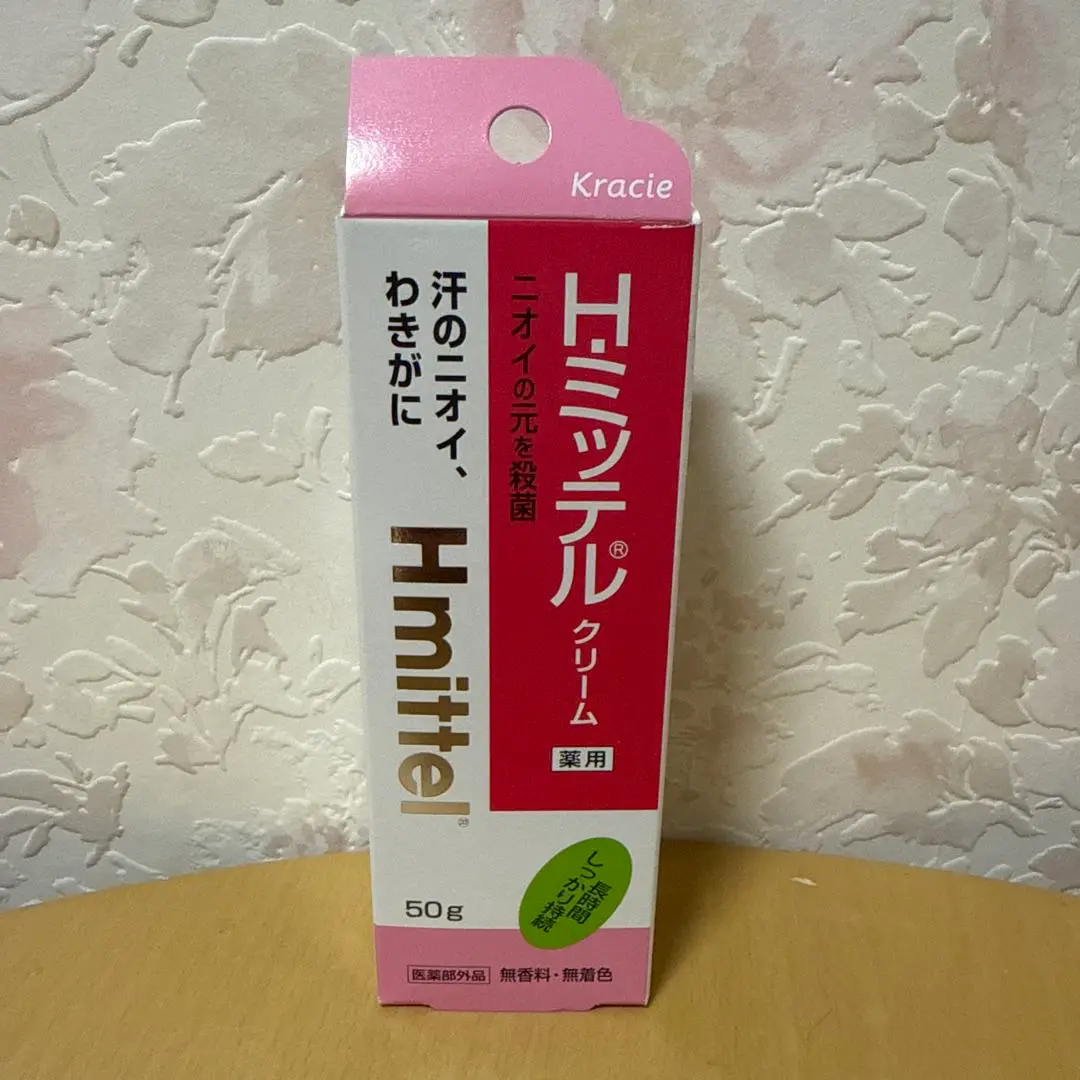 Kracie
H・ミッテル®クリーム
薬用
ニオイの元を殺菌
汗のニオイ、
わきがに
Hmittel®
長時間
しっかり持続
50g
医薬部外品 無香料・無着色